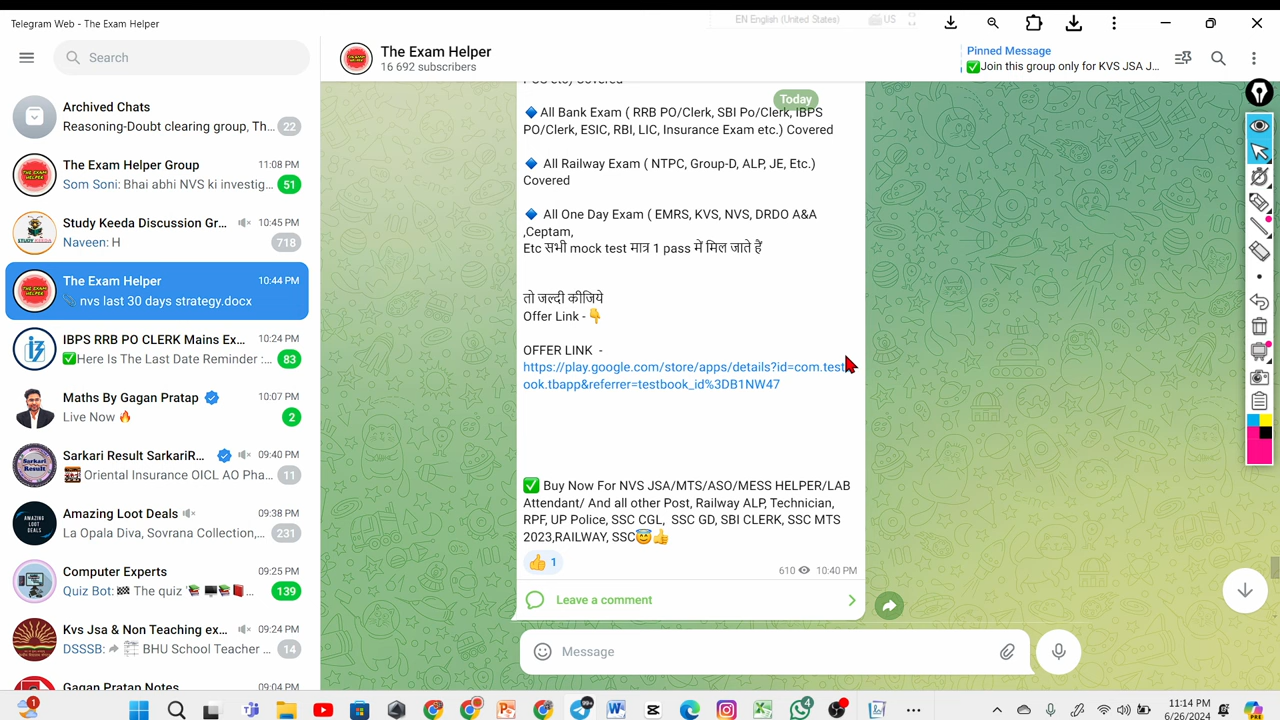 Telegram Web - The Exam Helper
EN English (United States)
US
Search
The Exam Helper
16 692 subscribers
Pinned Message
✅Join this group only for KVS JSA J...
Archived Chats
Reasoning-Doubt clearing group, Th...
22
The Exam Helper Group
11:08 PM
Som Soni: Bhai abhi NVS ki investig...
51
Study Keeda Discussion Gr...
10:45 PM
Naveen: H
718
The Exam Helper
10:44 PM
nvs last 30 days strategy.docx
IBPS RRB PO CLERK Mains Ex...
10:24 PM
✅Here Is The Last Date Reminder :...
83
Maths By Gagan Pratap
10:07 PM
Live Now 🔥
2
Sarkari Result SarkariR...
09:40 PM
Oriental Insurance OICL AO Pha...
11
Amazing Loot Deals
09:38 PM
La Opala Diva, Sovrana Collection,...
231
Computer Experts
09:25 PM
Quiz Bot: 🏁 The quiz '📚🖥️📚📕...
139
Kvs Jsa & Non Teaching ex...
09:24 PM
DSSSB: BHU School Teacher ...
14
Gagan Pratap Notes
09:04 PM
Today
🔹All Bank Exam ( RRB PO/Clerk, SBI Po/Clerk, IBPS
PO/Clerk, ESIC, RBI, LIC, Insurance Exam etc.) Covered
🔹 All Railway Exam ( NTPC, Group-D, ALP, JE, Etc.)
Covered
🔹 All One Day Exam ( EMRS, KVS, NVS, DRDO A&A
,Ceptam,
Etc सभी mock test मात्र 1 pass में मिल जाते हैं
तो जल्दी कीजिये
Offer Link -👇
OFFER LINK -
https://play.google.com/store/apps/details?id=com.test
ook.tbapp&referrer=testbook_id%3DB1NW47
✅ Buy Now For NVS JSA/MTS/ASO/MESS HELPER/LAB
Attendant/ And all other Post, Railway ALP, Technician,
RPF, UP Police, SSC CGL, SSC GD, SBI CLERK, SSC MTS
2023,RAILWAY, SSC😇👍
👍 1
610 10:40 PM
Leave a comment
Message
11:14 PM
6/26/2024